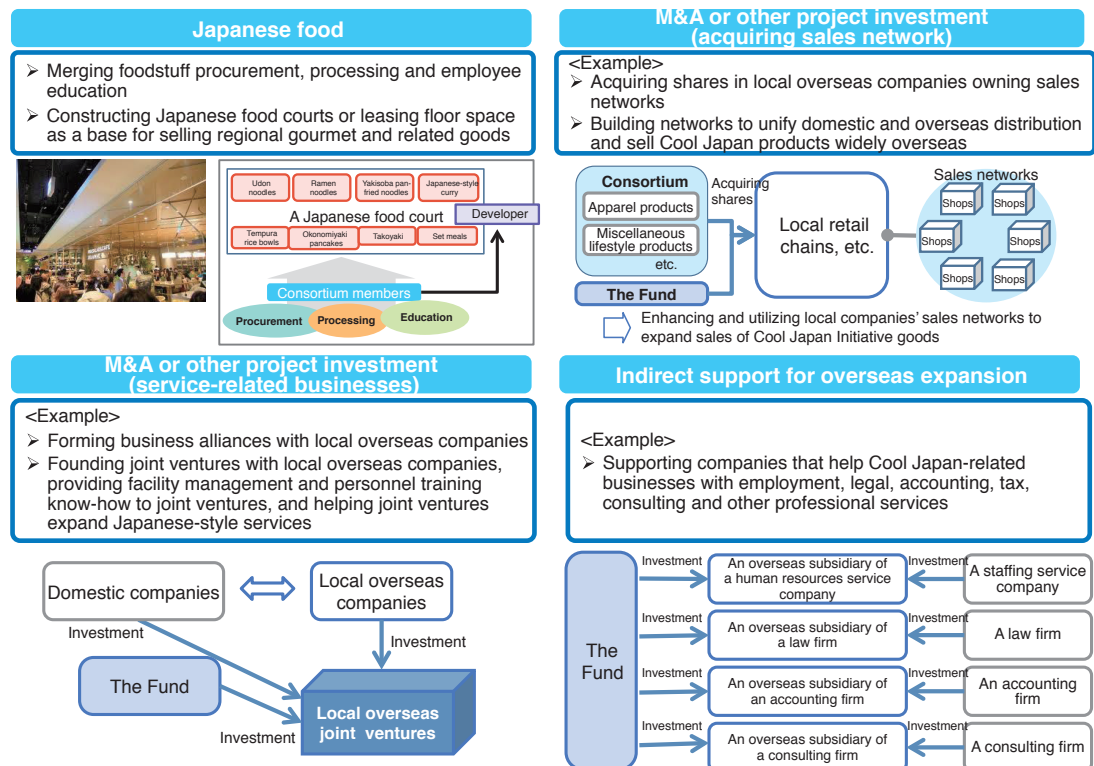 Japanese food
➢ Merging foodstuff procurement, processing and employee
education
➢ Constructing Japanese food courts or leasing floor space
as a base for selling regional gourmet and related goods
Udon
noodles
Ramen
noodles
Yakisoba pan-
fried noodles
Japanese-style
curry
A Japanese food court
Developer
Tempura
rice bowls
Okonomiyaki
pancakes
Takoyaki
Set meals
Consortium members
Procurement
Processing
Education
M&A or other project investment
(acquiring sales network)
<Example>
➢ Acquiring shares in local overseas companies owning sales
networks
➢ Building networks to unify domestic and overseas distribution
and sell Cool Japan products widely overseas
Consortium
Apparel products
Miscellaneous
lifestyle products
etc.
The Fund
Acquiring
shares
Local retail
chains, etc.
Sales networks
Shops
Shops
Shops
Shops
Shops
Shops
Enhancing and utilizing local companies' sales networks to
expand sales of Cool Japan Initiative goods
M&A or other project investment
(service-related businesses)
<Example>
➢ Forming business alliances with local overseas companies
➢ Founding joint ventures with local overseas companies,
providing facility management and personnel training
know-how to joint ventures, and helping joint ventures
expand Japanese-style services
Domestic companies
Local overseas
companies
Investment
Investment
The Fund
Investment
Local overseas
joint ventures
Indirect support for overseas expansion
<Example>
➢ Supporting companies that help Cool Japan-related
businesses with employment, legal, accounting, tax,
consulting and other professional services
The
Fund
Investment
An overseas subsidiary of
a human resources service
company
Investment
A staffing service
company
Investment
An overseas subsidiary of
a law firm
Investment
A law firm
Investment
An overseas subsidiary of
an accounting firm
Investment
An accounting
firm
Investment
An overseas subsidiary of
a consulting firm
Investment
A consulting firm